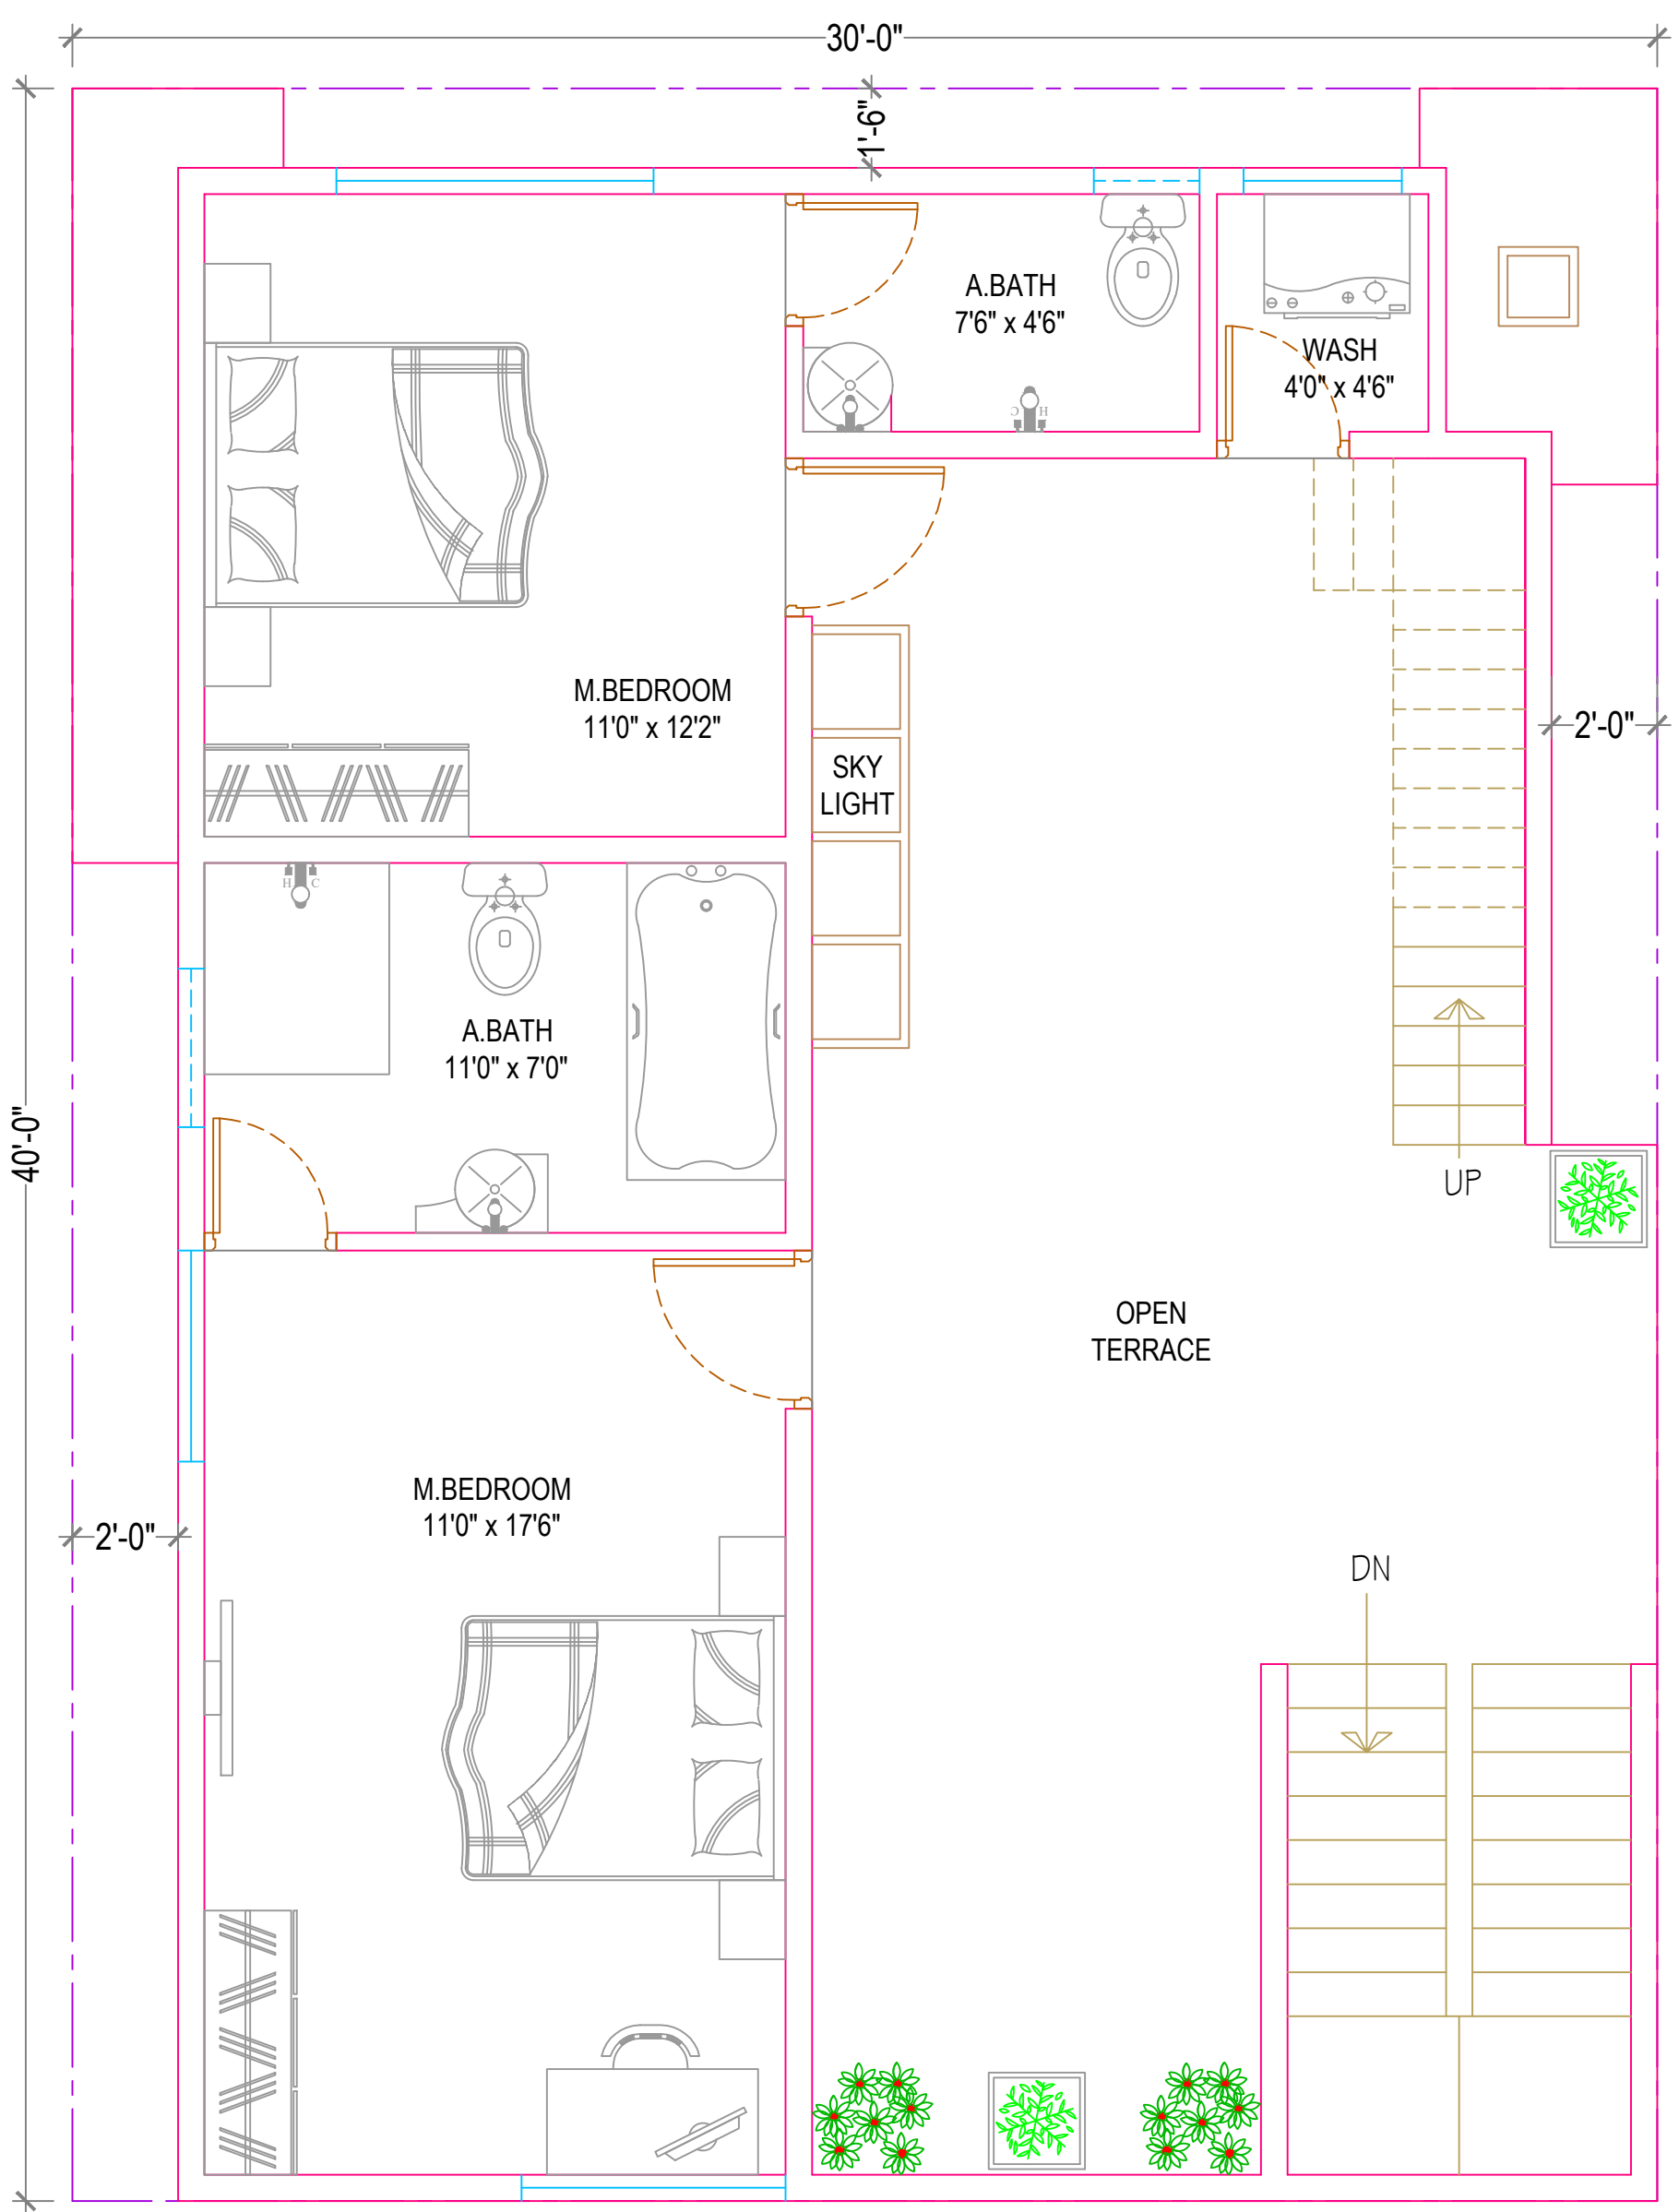 30'-0"
1'-6"
A.BATH
7'6" x 4'6"
WASH
4'0" x 4'6"
C H
M.BEDROOM
11'0" x 12'2"
2'-0"
SKY
LIGHT
H C
A.BATH
11'0" x 7'0"
40'-0"
UP
OPEN
TERRACE
M.BEDROOM
11'0" x 17'6"
2'-0"
DN